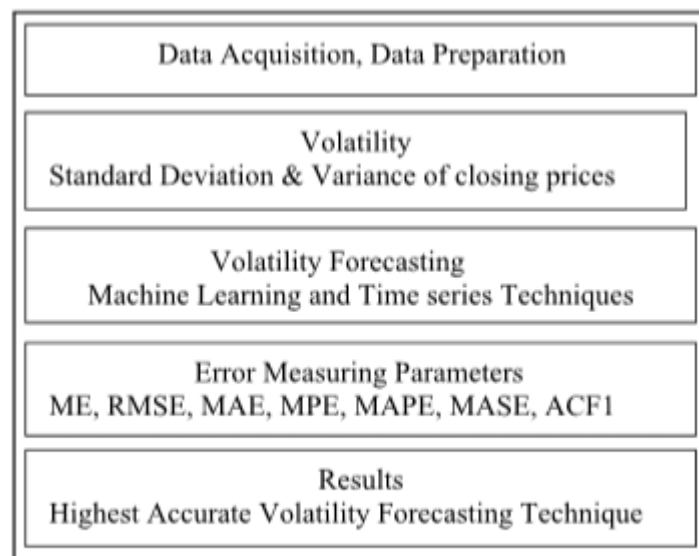 Data Acquisition, Data Preparation
Volatility
Standard Deviation & Variance of closing prices
Volatility Forecasting
Machine Learning and Time series Techniques
Error Measuring Parameters
ME, RMSE, MAE, MPE, MAPE, MASE, ACF1
Results
Highest Accurate Volatility Forecasting Technique